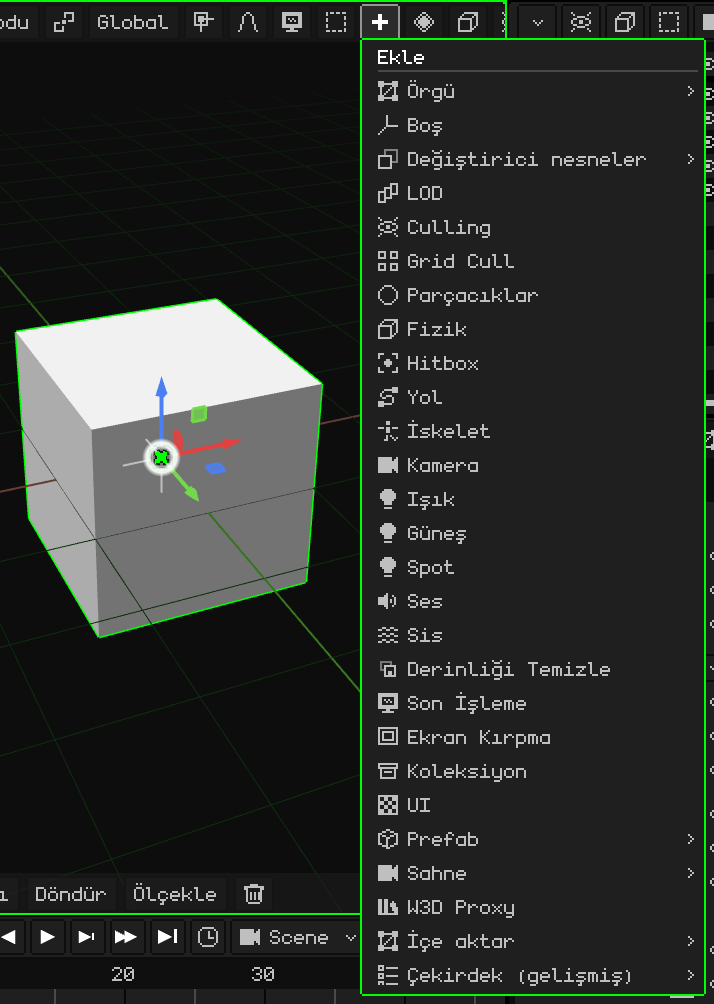 odu Global
Ekle
Örgü
Boş
Değiştirici nesneler
LOD
Culling
Grid Cull
Parçacıklar
Fizik
Hitbox
Yol
İskelet
Kamera
Işık
Güneş
Spot
Ses
Sis
Derinliği Temizle
Son İşleme
Ekran Kırpma
Koleksiyon
UI
Prefab
Sahne
W3D Proxy
İçe aktar
Çekirdek (gelişmiş)
ı Döndür Ölçekle
Scene
20 30